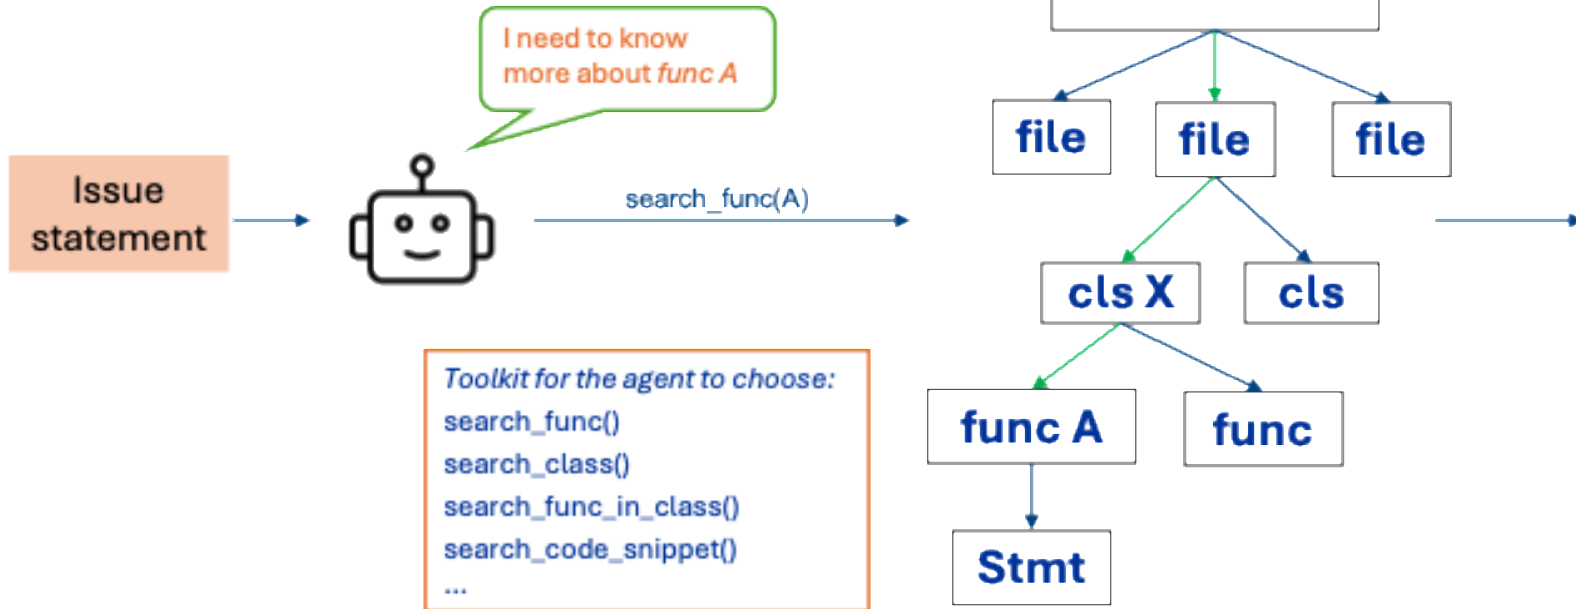 I need to know
more about func A
Issue
statement
search_func(A)
file
file
file
cls X
cls
func A
func
Stmt
Toolkit for the agent to choose:
search_func()
search_class()
search_func_in_class()
search_code_snippet()
...